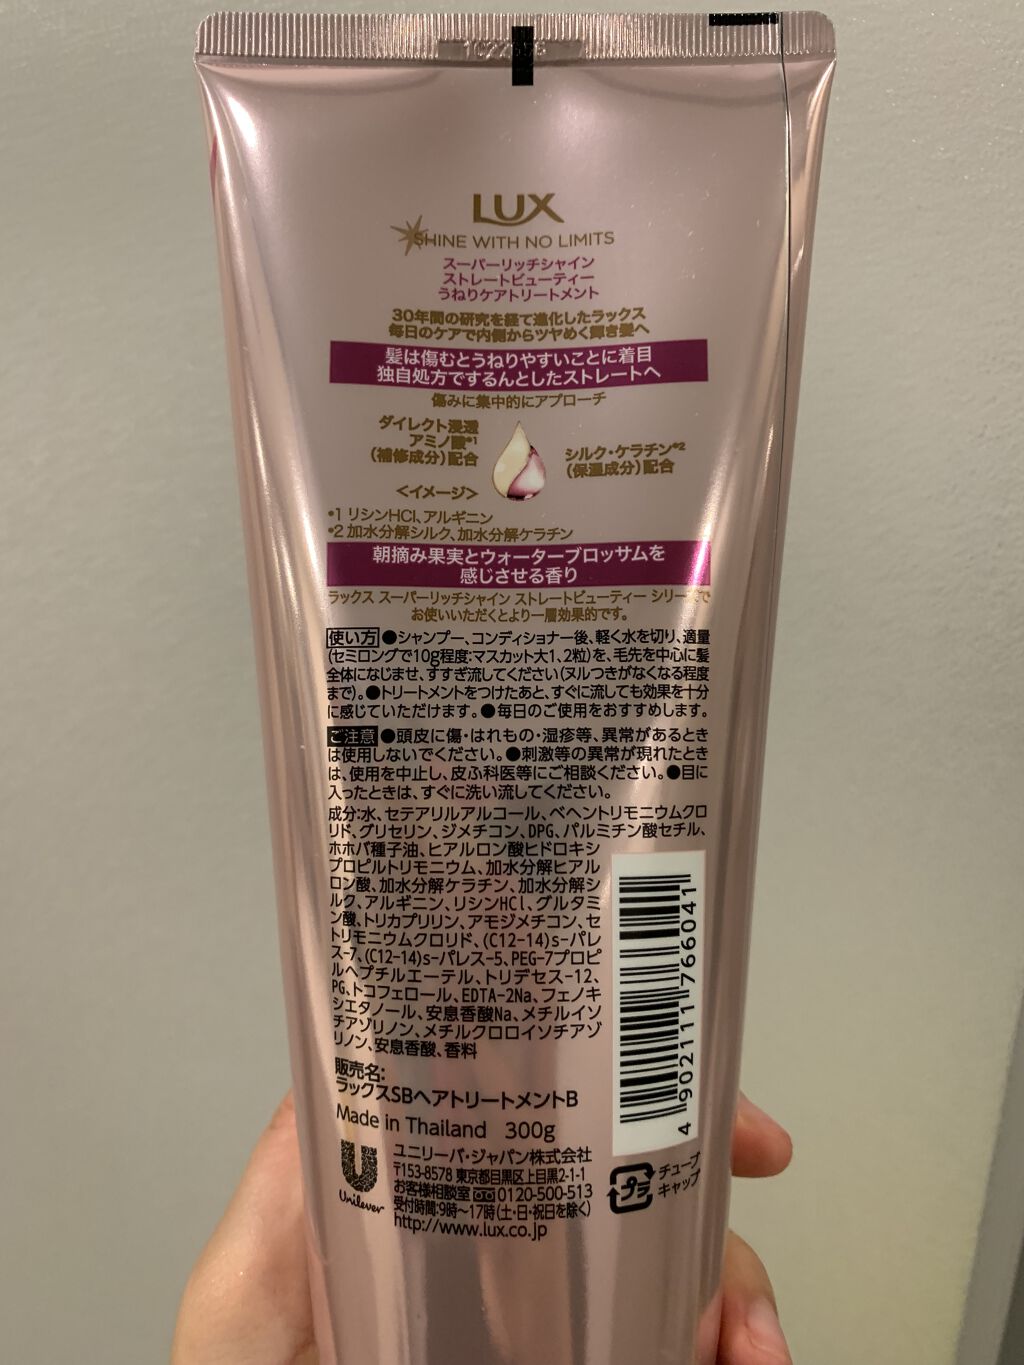 LUX
SHINE WITH NO LIMITS
スーパーリッチシャイン
ストレートビューティー
うねりケアトリートメント
30年間の研究を経て進化したラックス
毎日のケアで内側からツヤめく輝き髪へ
髪は傷むとうねりやすいことに着目
独自処方でするんとしたストレートへ
傷みに集中的にアプローチ
ダイレクト浸透
アミノ酸*1
(補修成分)配合
シルク・ケラチン*2
(保湿成分)配合
<イメージ>
*1 リシンHCl、アルギニン
*2 加水分解シルク、加水分解ケラチン
朝摘み果実とウォーターブロッサムを
感じさせる香り
ラックス スーパーリッチシャイン ストレートビューティー シリーズで
お使いいただくとより一層効果的です。
使い方 ●シャンプー、コンディショナー後、軽く水を切り、適量
(セミロングで10g程度:マスカット大1、2粒)を、毛先を中心に髪
全体になじませ、すすぎ流してください(ヌルつきがなくなる程度
まで)。●トリートメントをつけたあと、すぐに流しても効果を十分
に感じていただけます。●毎日のご使用をおすすめします。
ご注意 ●頭皮に傷・はれもの・湿疹等、異常があるとき
は使用しないでください。●刺激等の異常が現れたとき
は、使用を中止し、皮ふ科医等にご相談ください。●目に
入ったときは、すぐに洗い流してください。
成分:水、セテアリルアルコール、ベヘントリモニウムクロ
リド、グリセリン、ジメチコン、DPG、パルミチン酸セチル、
ホホバ種子油、ヒアルロン酸ヒドロキシ
プロピルトリモニウム、加水分解ヒアル
ロン酸、加水分解ケラチン、加水分解シ
ルク、アルギニン、リシンHCl、グルタミ
ン酸、トリカプリリン、アモジメチコン、セ
トリモニウムクロリド、(C12-14)s-パレ
ス-7、(C12-14)s-パレス-5、PEG-7プロピ
ルヘプチルエーテル、トリデセス-12、
PG、トコフェロール、EDTA-2Na、フェノキ
シエタノール、安息香酸Na、メチルイソ
チアゾリノン、メチルクロロイソチアゾ
リノン、安息香酸、香料
販売名:
ラックスSBヘアトリートメントB
Made in Thailand 300g
Unilever
ユニリーバ・ジャパン株式会社
〒153-8578 東京都目黒区上目黒2-1-1
お客様相談室 0120-500-513
受付時間:9時〜17時(土・日・祝日を除く)
http://www.lux.co.jp
4 902111 766041
プラ
チューブ
キャップ